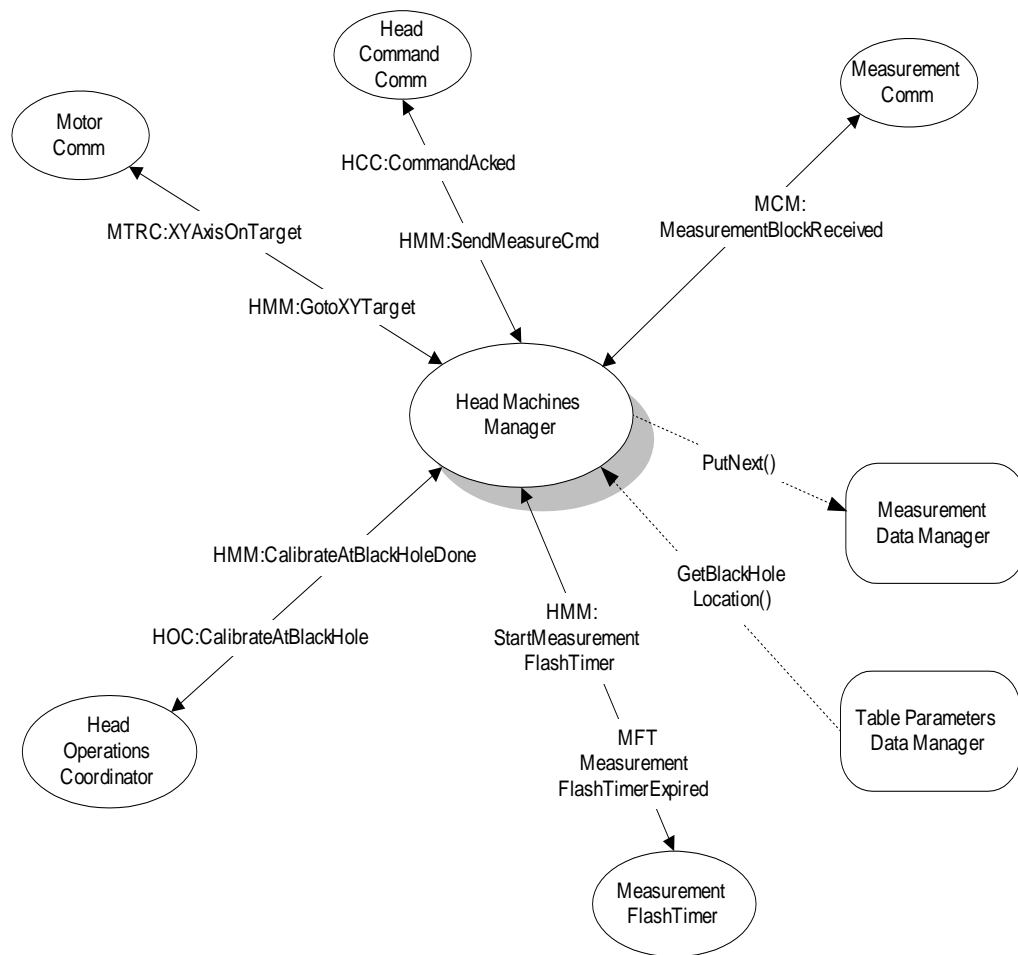 Head
Command
Comm
Measurement
Comm
Motor
Comm
HCC:CommandAcked
MCM:
MeasurementBlockReceived
MTRC:XYAxisOnTarget
HMM:SendMeasureCmd
HMM:GotoXYTarget
Head Machines
Manager
PutNext()
Measurement
Data Manager
HMM:CalibrateAtBlackHoleDone
GetBlackHole
Location()
HMM:
StartMeasurement
FlashTimer
HOC:CalibrateAtBlackHole
Head
Operations
Coordinator
Table Parameters
Data Manager
MFT
Measurement
FlashTimerExpired
Measurement
FlashTimer